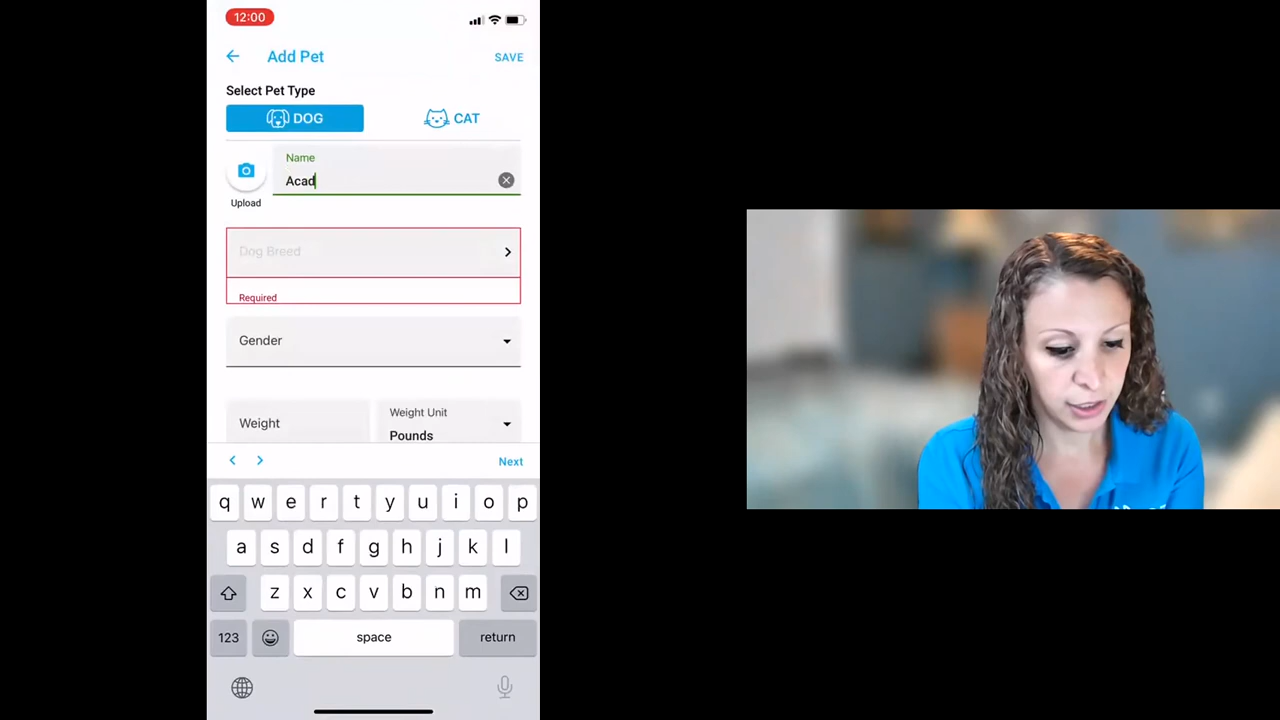 12:00
Add Pet
SAVE
Select Pet Type
DOG
CAT
Name
Acad
Upload
Dog Breed
Required
Gender
Weight
Weight Unit
Pounds
Next
q w e r t y u i o p
a s d f g h j k l
z x c v b n m
123
space
return